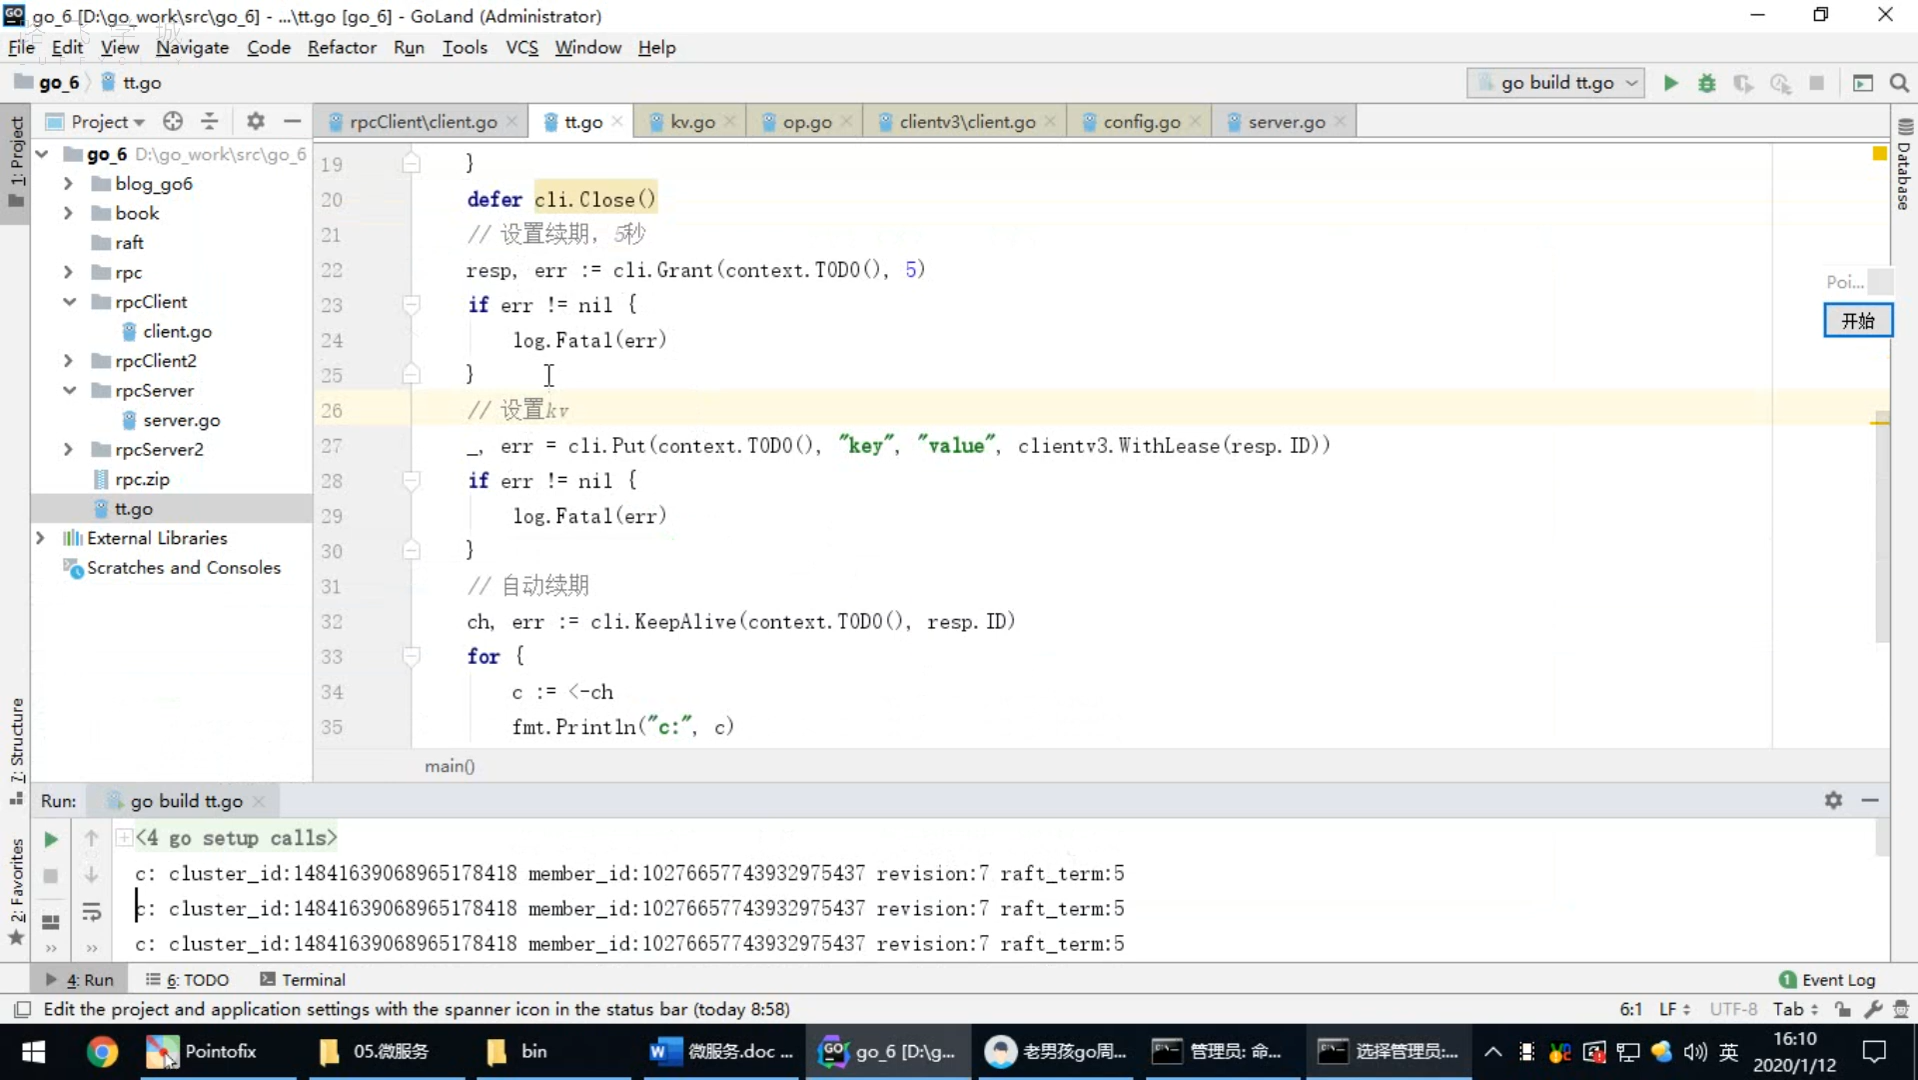 go_6 [D:\go_work\src\go_6] - ...\tt.go [go_6] - GoLand (Administrator)
File Edit View Navigate Code Refactor Run Tools VCS Window Help
go_6 tt.go
go build tt.go
1: Project
Project
rpcClient\client.go
tt.go
kv.go
op.go
clientv3\client.go
config.go
server.go
Database
go_6 D:\go_work\src\go_6
blog_go6
book
raft
rpc
rpcClient
client.go
rpcClient2
rpcServer
server.go
rpcServer2
rpc.zip
tt.go
External Libraries
Scratches and Consoles
19 }
20 defer cli.Close()
21 // 设置续期，5秒
22 resp, err := cli.Grant(context.TODO(), 5)
23 if err != nil {
24 log.Fatal(err)
25 }
26 // 设置kv
27 _, err = cli.Put(context.TODO(), "key", "value", clientv3.WithLease(resp.ID))
28 if err != nil {
29 log.Fatal(err)
30 }
31 // 自动续期
32 ch, err := cli.KeepAlive(context.TODO(), resp.ID)
33 for {
34 c := <-ch
35 fmt.Println("c:", c)
main()
Poi...
开始
7: Structure
2: Favorites
Run: go build tt.go
<4 go setup calls>
c: cluster_id:14841639068965178418 member_id:10276657743932975437 revision:7 raft_term:5
c: cluster_id:14841639068965178418 member_id:10276657743932975437 revision:7 raft_term:5
c: cluster_id:14841639068965178418 member_id:10276657743932975437 revision:7 raft_term:5
4: Run 6: TODO Terminal
1 Event Log
Edit the project and application settings with the spanner icon in the status bar (today 8:58)
6:1 LF UTF-8 Tab
Pointofix
05.微服务
bin
微服务.doc ...
go_6 [D:\g...
老男孩go周...
管理员: 命...
选择管理员:...
英
16:10
2020/1/12